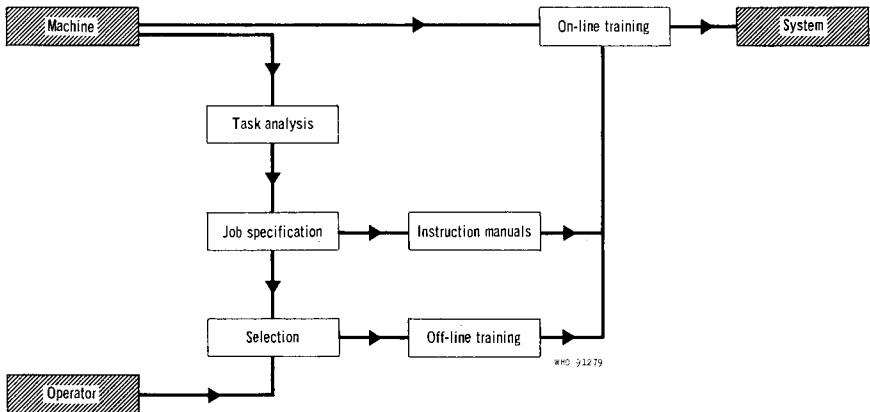 Machine
On-line training
System
Task analysis
Job specification
Instruction manuals
Selection
Off-line training
WHO 91279
Operator